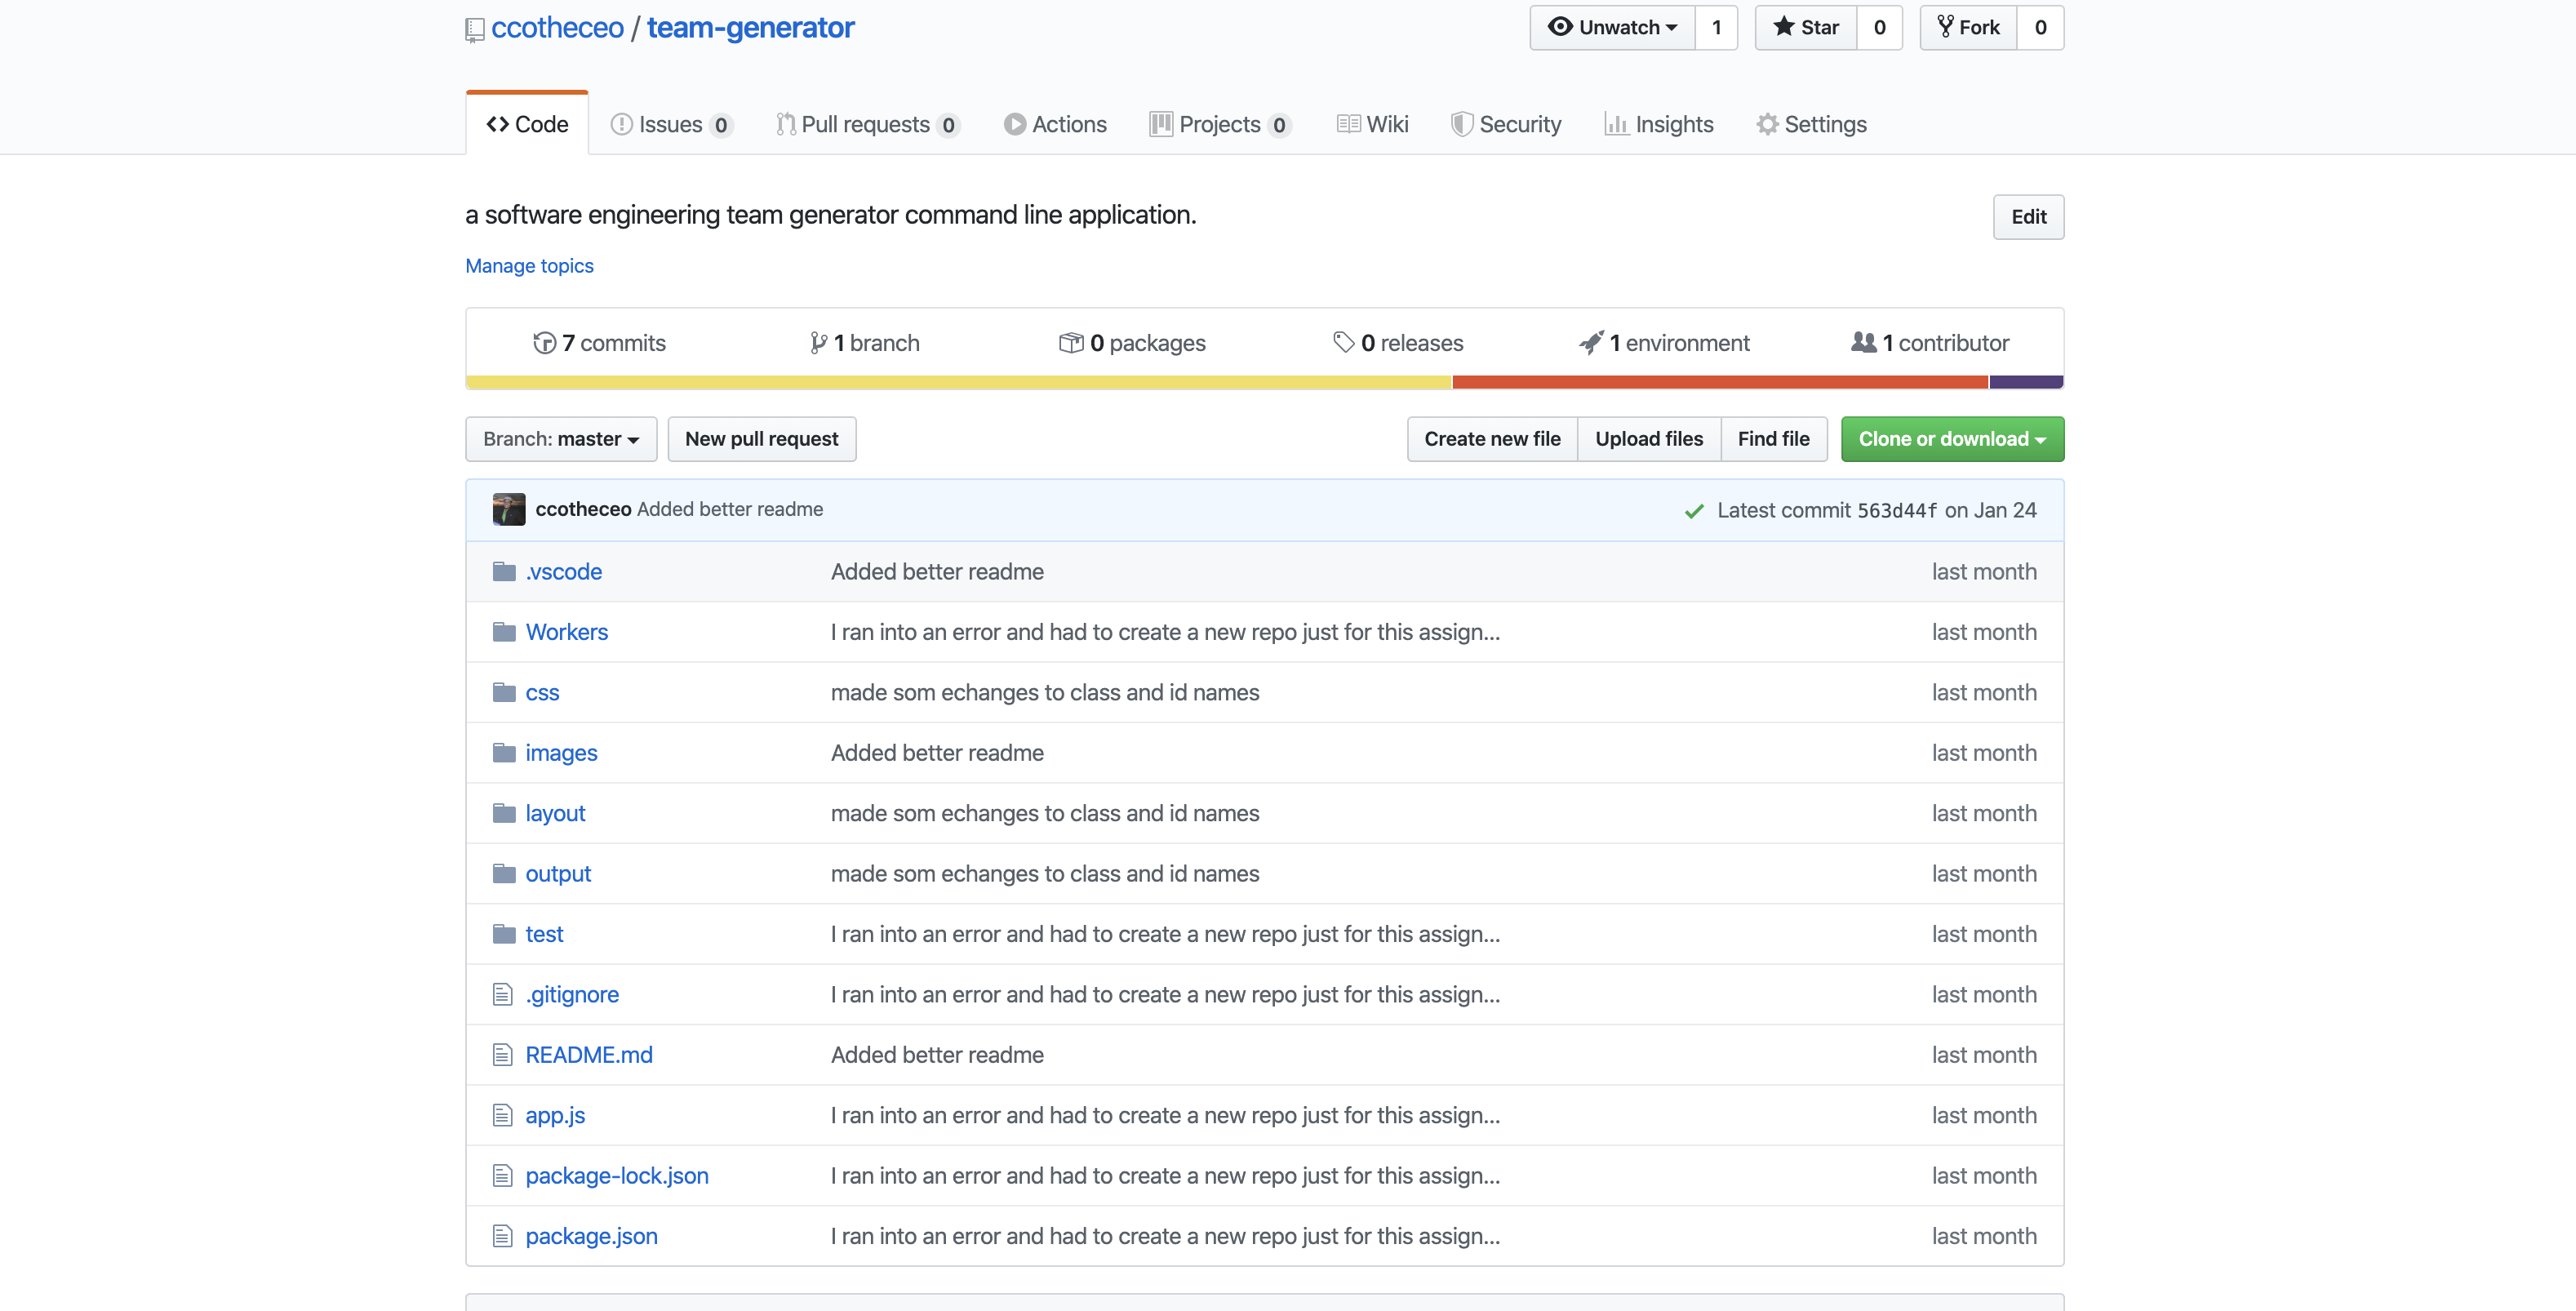 ccotheceo / team-generator
Unwatch 1 Star 0 Fork 0
Code Issues 0 Pull requests 0 Actions Projects 0 Wiki Security Insights Settings
a software engineering team generator command line application. Edit
Manage topics
7 commits 1 branch 0 packages 0 releases 1 environment 1 contributor
Branch: master New pull request Create new file Upload files Find file Clone or download
ccotheceo Added better readme Latest commit 563d44f on Jan 24
.vscode Added better readme last month
Workers I ran into an error and had to create a new repo just for this assign... last month
css made som echanges to class and id names last month
images Added better readme last month
layout made som echanges to class and id names last month
output made som echanges to class and id names last month
test I ran into an error and had to create a new repo just for this assign... last month
.gitignore I ran into an error and had to create a new repo just for this assign... last month
README.md Added better readme last month
app.js I ran into an error and had to create a new repo just for this assign... last month
package-lock.json I ran into an error and had to create a new repo just for this assign... last month
package.json I ran into an error and had to create a new repo just for this assign... last month